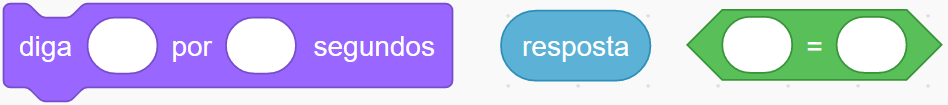 diga por segundos resposta =